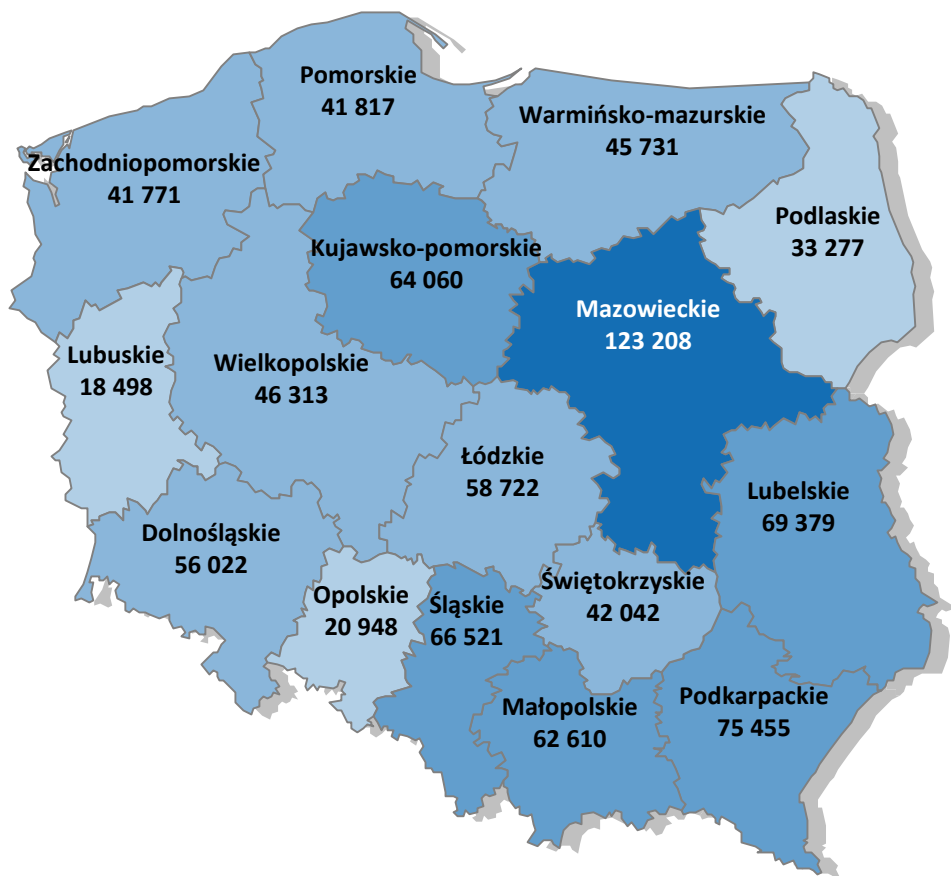 Pomorskie
41 817
Warmińsko-mazurskie
45 731
Zachodniopomorskie
41 771
Podlaskie
33 277
Kujawsko-pomorskie
64 060
Mazowieckie
123 208
Lubuskie
18 498
Wielkopolskie
46 313
Łódzkie
58 722
Lubelskie
69 379
Dolnośląskie
56 022
Opolskie
20 948
Śląskie
66 521
Świętokrzyskie
42 042
Małopolskie
62 610
Podkarpackie
75 455